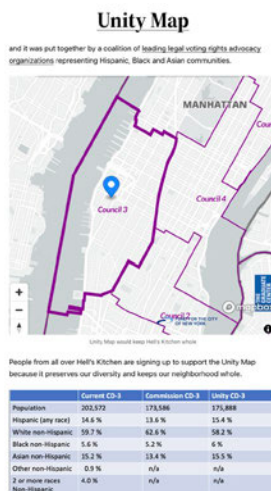 Unity Map
and it was put together by a coalition of leading legal voting rights advocacy
organizations representing Hispanic, Black and Asian communities.
MANHATTAN
Council 3
Council 4
Council 2
THE CITY
OF NEW YORK
mapbox
Unity Map would keep Hell's Kitchen whole
People from all over Hell's Kitchen are signing up to support the Unity Map
because it preserves our diversity and keeps our neighborhood whole.
Current CD-3 Commission CD-3 Unity CD-3
Population 202,572 173,586 175,888
Hispanic (any race) 14.6 % 13.6 % 15.4 %
White non-Hispanic 59.7 % 62.6 % 58.2 %
Black non-Hispanic 5.6 % 5.2 % 6 %
Asian non-Hispanic 15.2 % 13.4 % 15.5 %
Other non-Hispanic 0.9 % n/a n/a
2 or more races 4.0 % n/a n/a
Non-Hispanic